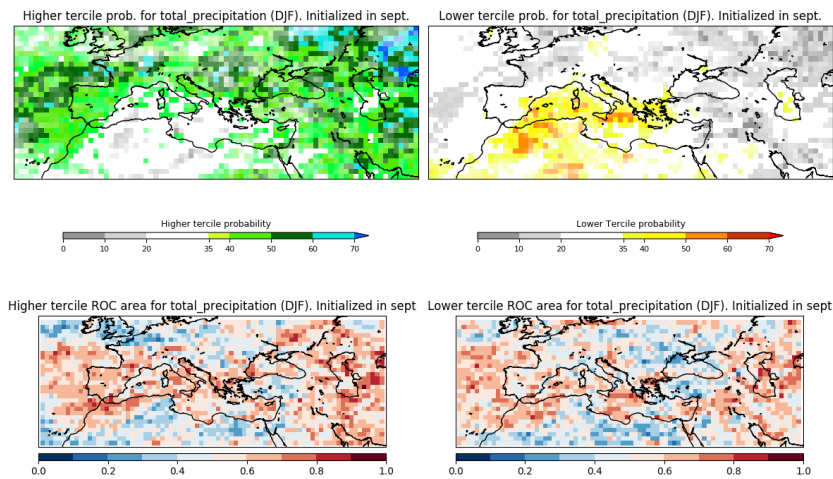 Higher tercile prob. for total_precipitation (DJF). Initialized in sept.
Lower tercile prob. for total_precipitation (DJF). Initialized in sept.
Higher tercile probability
0 10 20 35 40 50 60 70
Lower Tercile probability
0 10 20 35 40 50 60 70
Higher tercile ROC area for total_precipitation (DJF). Initialized in sept
Lower tercile ROC area for total_precipitation (DJF). Initialized in sept
0.0 0.2 0.4 0.6 0.8 1.0
0.0 0.2 0.4 0.6 0.8 1.0